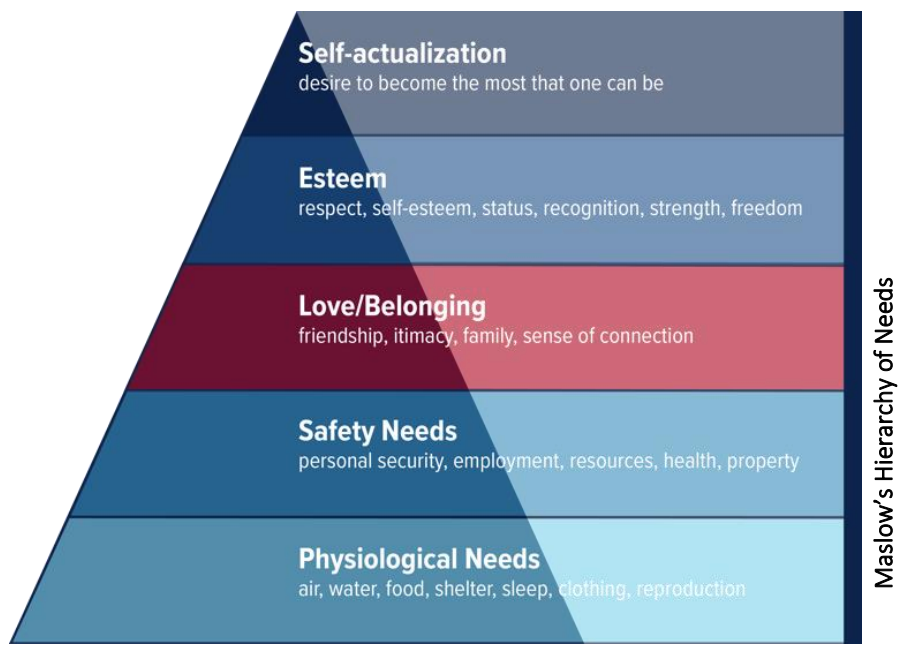 Self-actualization
desire to become the most that one can be
Esteem
respect, self-esteem, status, recognition, strength, freedom
Love/Belonging
friendship, itimacy, family, sense of connection
Safety Needs
personal security, employment, resources, health, property
Physiological Needs
air, water, food, shelter, sleep, clothing, reproduction
Maslow's Hierarchy of Needs